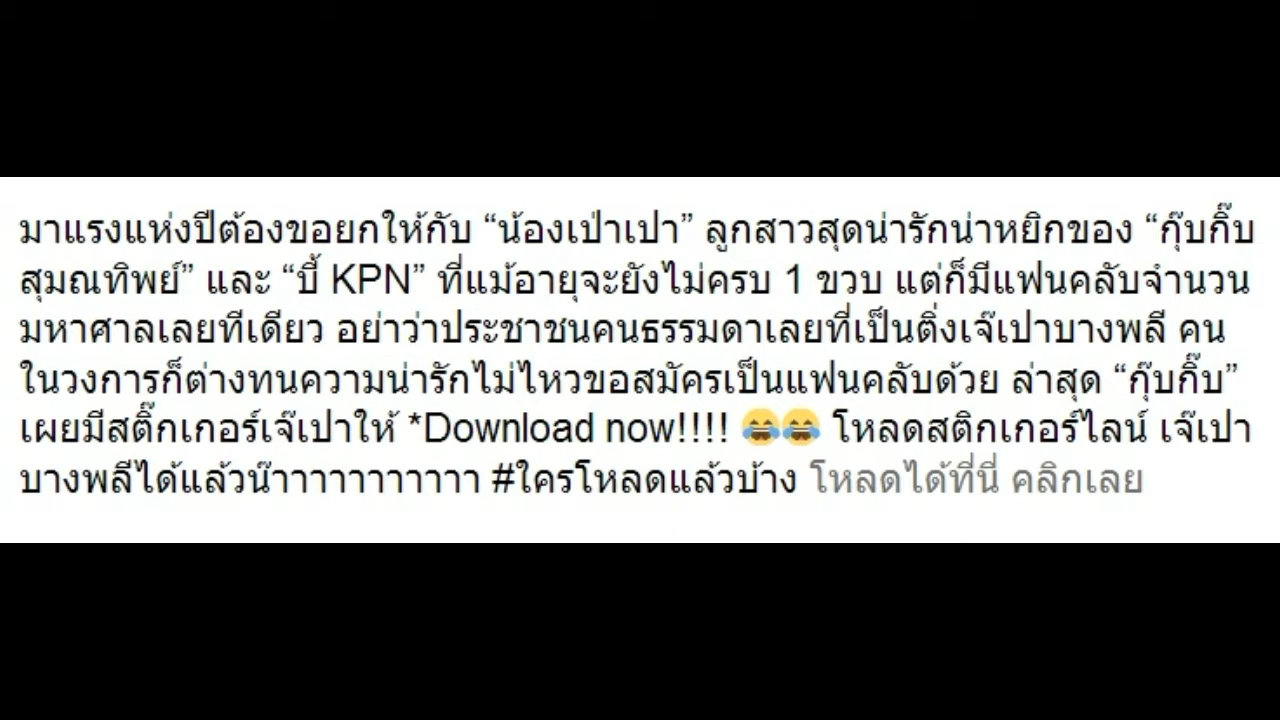 มาแรงแห่งปีต้องขอยกให้กับ “น้องเป่าเปา” ลูกสาวสุดน่ารักน่าหยิกของ “กุ๊บกิ๊บ
สุมณทิพย์” และ “บี้ KPN” ที่แม้อายุจะยังไม่ครบ 1 ขวบ แต่ก็มีแฟนคลับจำนวน
มหาศาลเลยทีเดียว อย่าว่าประชาชนคนธรรมดาเลยที่เป็นติ่งเจ๊เปาบางพลี คน
ในวงการก็ต่างทนความน่ารักไม่ไหวขอสมัครเป็นแฟนคลับด้วย ล่าสุด “กุ๊บกิ๊บ”
เผยมีสติ๊กเกอร์เจ๊เปาให้ *Download now!!!! 😂😂 โหลดสติกเกอร์ไลน์ เจ๊เปา
บางพลีได้แล้วน๊าาาาาาาาาาา #ใครโหลดแล้วบ้าง โหลดได้ที่นี่ คลิกเลย